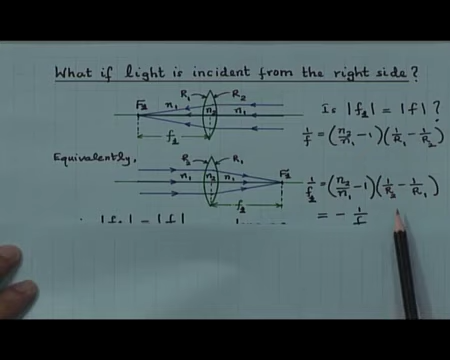 What if light is incident from the right side?
R₁ R₂
F₂ n₁ n₂ n₁
f₂
Is |f₂| = |f| ?
1/f = (n₂/n₁ - 1)(1/R₁ - 1/R₂)
Equivalently,
R₂ R₁
n₁ n₂ n₁ F₂
f₂
1/f₂ = (n₂/n₁ - 1)(1/R₂ - 1/R₁)
= - 1/f
∴ |f₂| = |f|